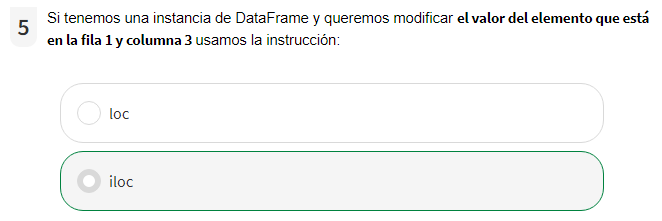 5
Si tenemos una instancia de DataFrame y queremos modificar el valor del elemento que está
en la fila 1 y columna 3 usamos la instrucción:
loc
iloc